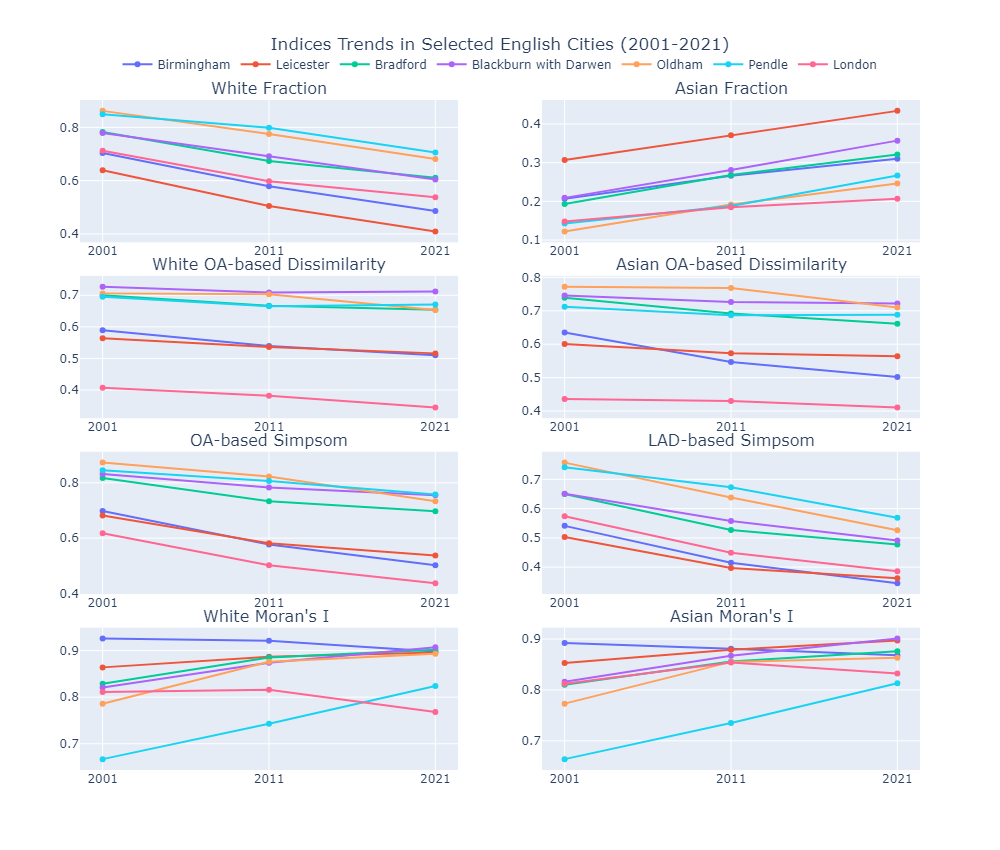 Indices Trends in Selected English Cities (2001-2021)
Birmingham Leicester Bradford Blackburn with Darwen Oldham Pendle London
White Fraction Asian Fraction
0.8
0.6
0.4
2001 2011 2021
0.4
0.3
0.2
0.1
2001 2011 2021
White OA-based Dissimilarity Asian OA-based Dissimilarity
0.7
0.6
0.5
0.4
2001 2011 2021
0.8
0.7
0.6
0.5
0.4
2001 2011 2021
OA-based Simpsom LAD-based Simpsom
0.8
0.6
0.4
2001 2011 2021
0.7
0.6
0.5
0.4
2001 2011 2021
White Moran's I Asian Moran's I
0.9
0.8
0.7
2001 2011 2021
0.9
0.8
0.7
2001 2011 2021